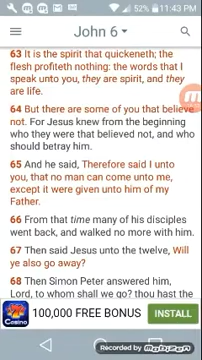 52% 11:43 PM
John 6
63 It is the spirit that quickeneth; the
flesh profiteth nothing: the words that I
speak unto you, they are spirit, and they
are life.
64 But there are some of you that believe
not. For Jesus knew from the beginning
who they were that believed not, and who
should betray him.
65 And he said, Therefore said I unto
you, that no man can come unto me,
except it were given unto him of my
Father.
66 From that time many of his disciples
went back, and walked no more with him.
67 Then said Jesus unto the twelve, Will
ye also go away?
68 Then Simon Peter answered him,
Lord, to whom shall we go? thou hast the
Casino
100,000 FREE BONUS
INSTALL
Recorded by